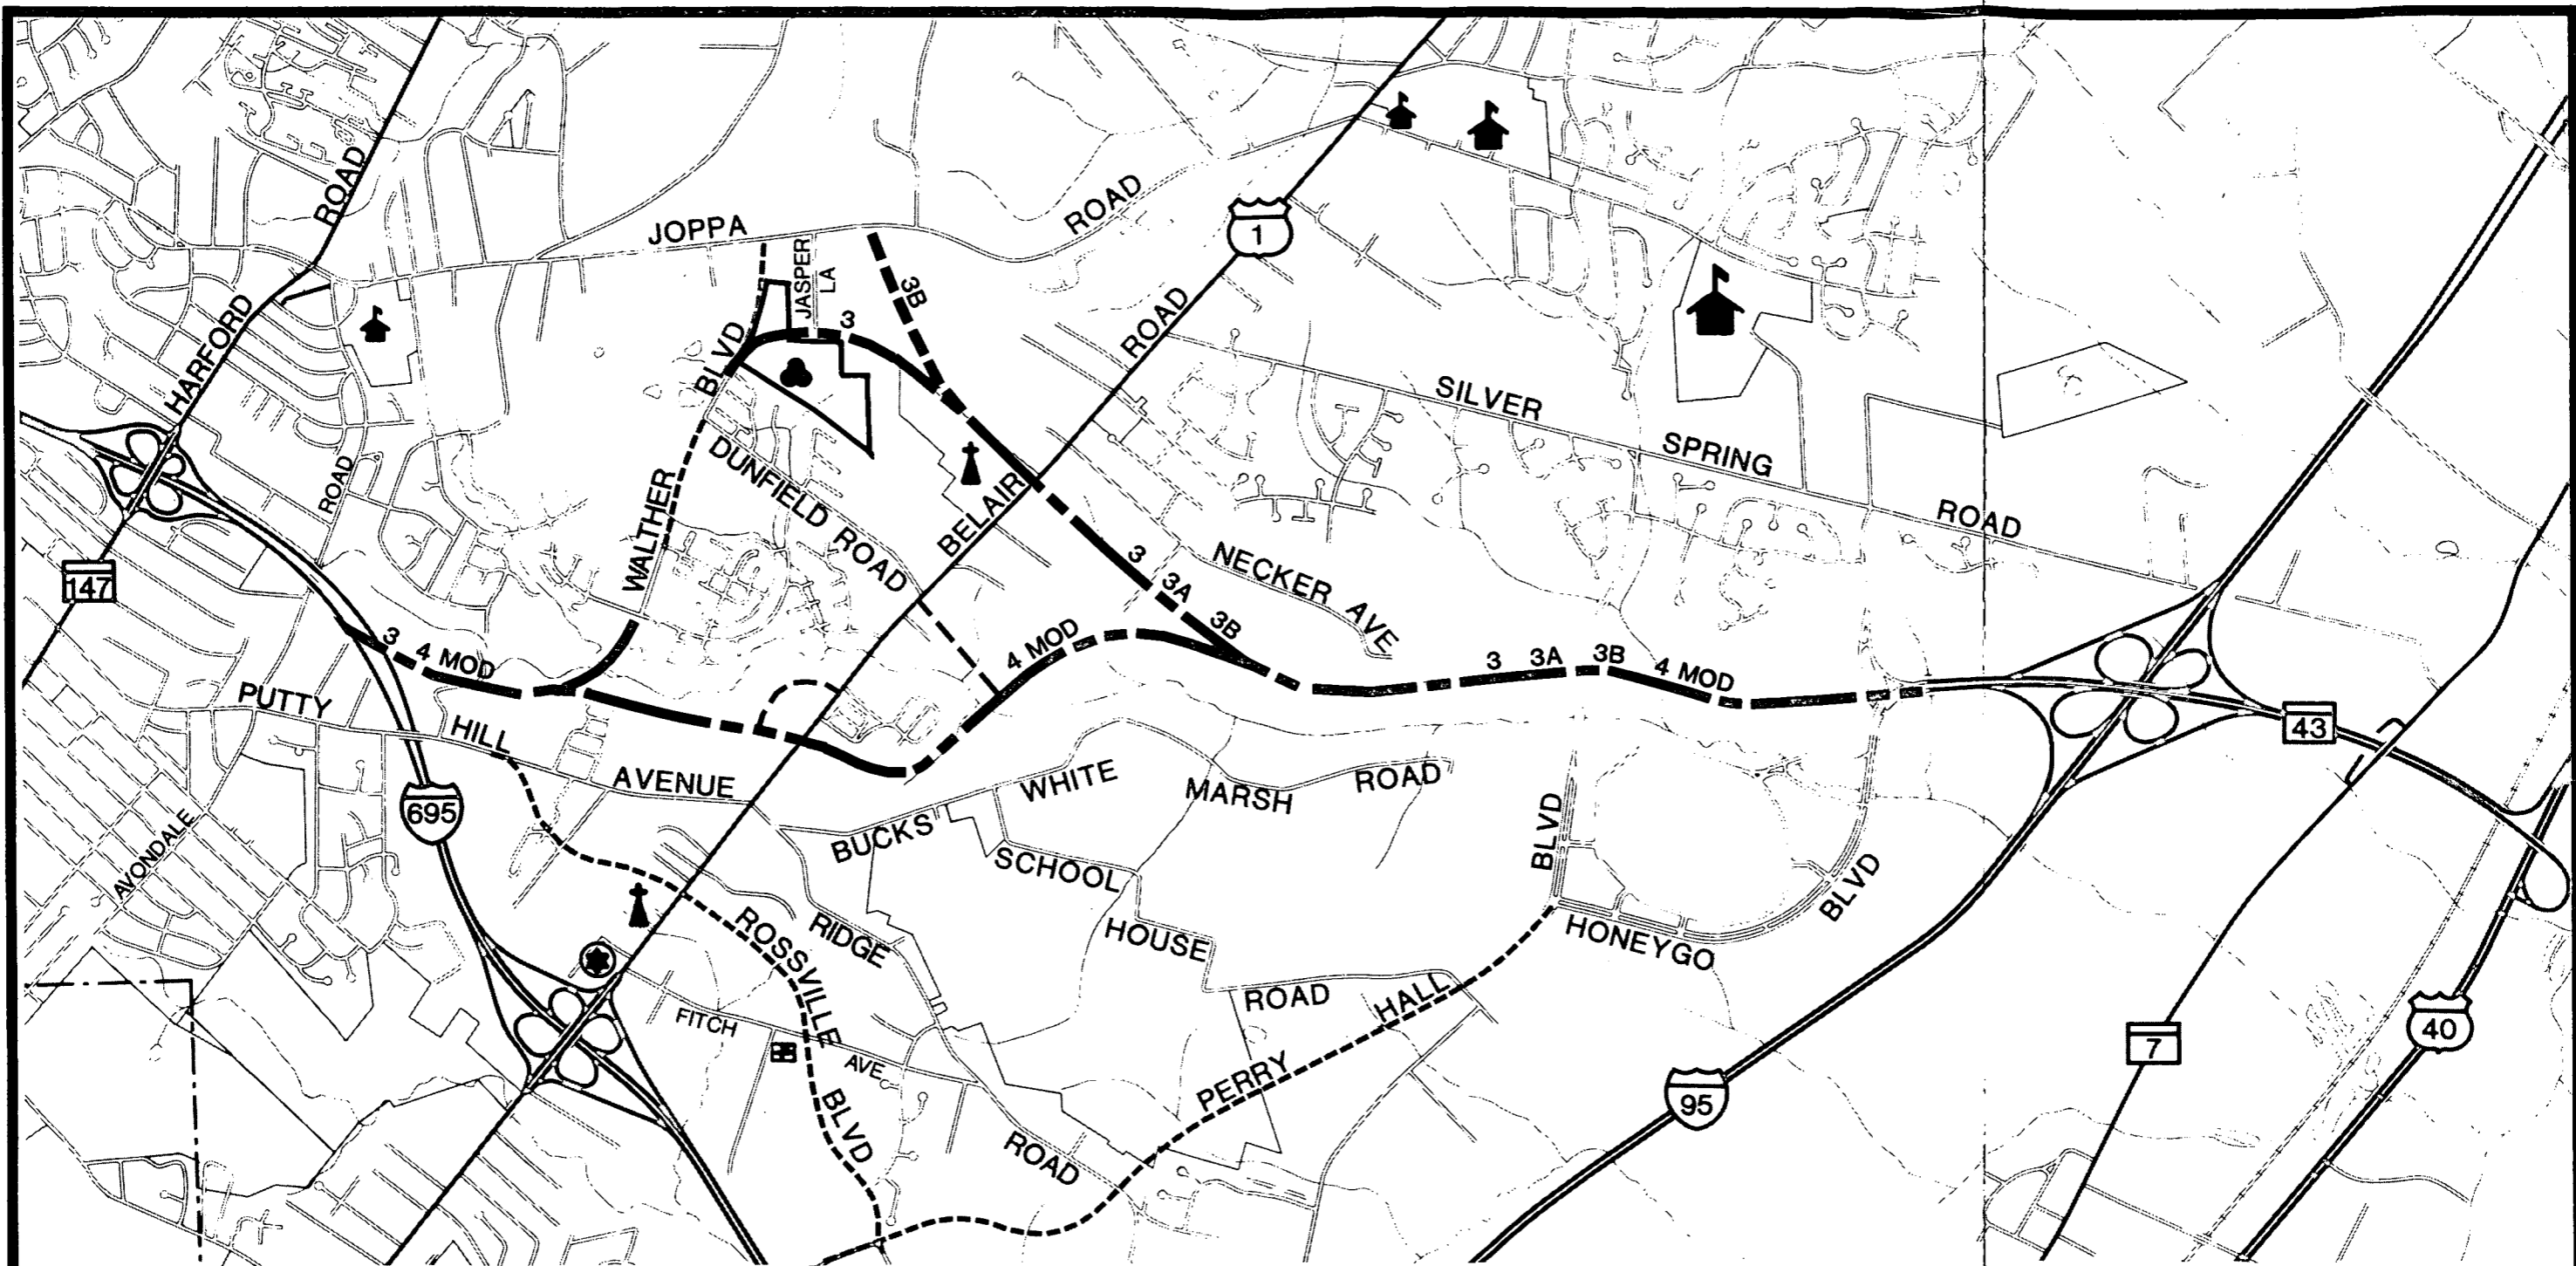 ROAD
JOPPA
ROAD
1
JASPER
LA
3B
HARFORD
3
BLVD
ROAD
SILVER
SPRING
ROAD
ROAD
DUNFIELD ROAD
WALTHER
BELAIR
147
3
3A
3B
NECKER AVE
3
4 MOD
4 MOD
3
3A
3B
4 MOD
43
PUTTY
HILL
AVENUE
695
WHITE
MARSH
ROAD
BUCKS
SCHOOL
HOUSE
ROAD
AVONDALE
BLVD
BLVD
HONEYGO
ROSSVILLE
BLVD
RIDGE
ROAD
FITCH
AVE
PERRY
HALL
95
7
40